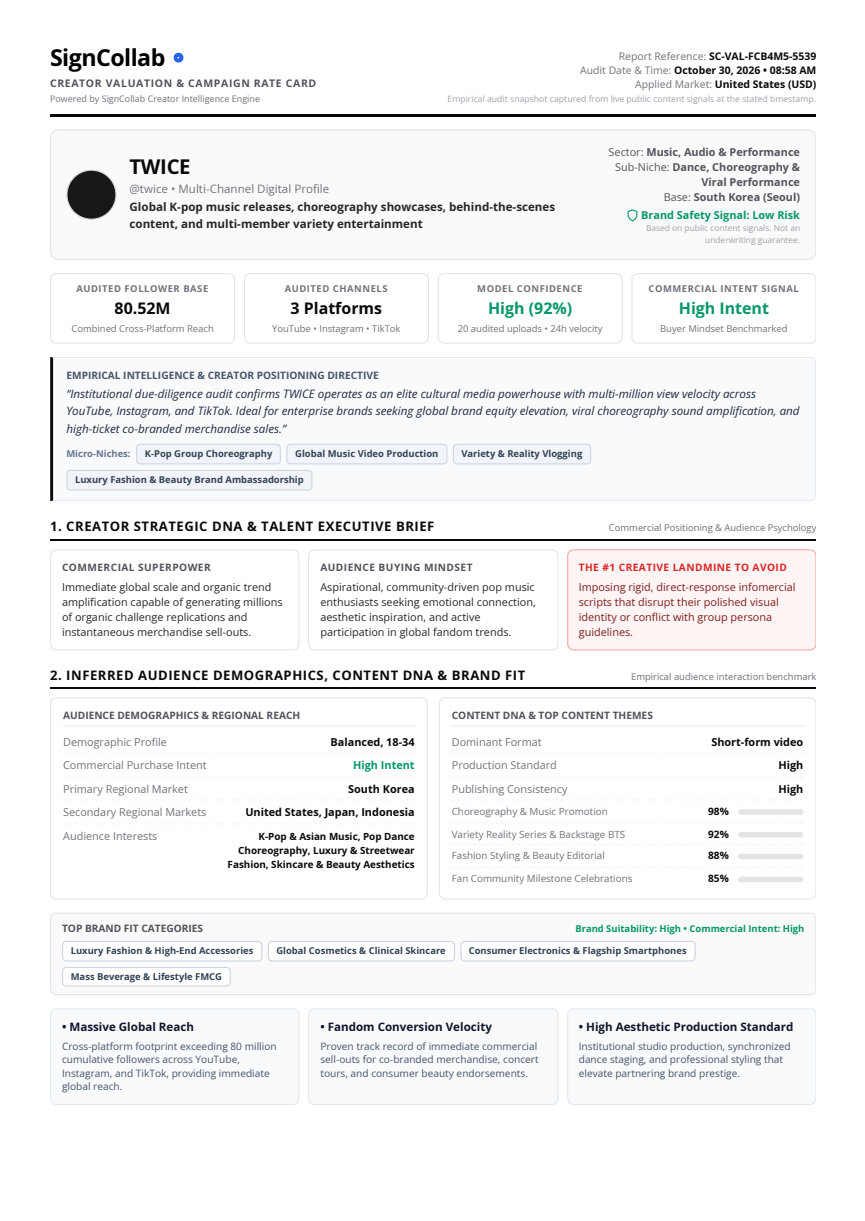 SignCollab
CREATOR VALUATION & CAMPAIGN RATE CARD
Powered by SignCollab Creator Intelligence Engine
Report Reference: SC-VAL-FCB4M5-5539
Audit Date & Time: October 30, 2026 • 08:58 AM
Applied Market: United States (USD)
Empirical audit snapshot captured from live public content signals at the stated timestamp.
TWICE
@twice • Multi-Channel Digital Profile
Global K-pop music releases, choreography showcases, behind-the-scenes
content, and multi-member variety entertainment
Sector: Music, Audio & Performance
Sub-Niche: Dance, Choreography &
Viral Performance
Base: South Korea (Seoul)
Brand Safety Signal: Low Risk
Based on public content signals. Not an
underwriting guarantee.
AUDITED FOLLOWER BASE
80.52M
Combined Cross-Platform Reach
AUDITED CHANNELS
3 Platforms
YouTube • Instagram • TikTok
MODEL CONFIDENCE
High (92%)
20 audited uploads • 24h velocity
COMMERCIAL INTENT SIGNAL
High Intent
Buyer Mindset Benchmarked
EMPIRICAL INTELLIGENCE & CREATOR POSITIONING DIRECTIVE
“Institutional due-diligence audit confirms TWICE operates as an elite cultural media powerhouse with multi-million view velocity across
YouTube, Instagram, and TikTok. Ideal for enterprise brands seeking global brand equity elevation, viral choreography sound amplification, and
high-ticket co-branded merchandise sales.”
Micro-Niches: K-Pop Group Choreography Global Music Video Production Variety & Reality Vlogging
Luxury Fashion & Beauty Brand Ambassadorship
1. CREATOR STRATEGIC DNA & TALENT EXECUTIVE BRIEF
Commercial Positioning & Audience Psychology
COMMERCIAL SUPERPOWER
Immediate global scale and organic trend
amplification capable of generating millions
of organic challenge replications and
instantaneous merchandise sell-outs.
AUDIENCE BUYING MINDSET
Aspirational, community-driven pop music
enthusiasts seeking emotional connection,
aesthetic inspiration, and active
participation in global fandom trends.
THE #1 CREATIVE LANDMINE TO AVOID
Imposing rigid, direct-response infomercial
scripts that disrupt their polished visual
identity or conflict with group persona
guidelines.
2. INFERRED AUDIENCE DEMOGRAPHICS, CONTENT DNA & BRAND FIT
Empirical audience interaction benchmark
AUDIENCE DEMOGRAPHICS & REGIONAL REACH
Demographic Profile Balanced, 18-34
Commercial Purchase Intent High Intent
Primary Regional Market South Korea
Secondary Regional Markets United States, Japan, Indonesia
Audience Interests K-Pop & Asian Music, Pop Dance
Choreography, Luxury & Streetwear
Fashion, Skincare & Beauty Aesthetics
CONTENT DNA & TOP CONTENT THEMES
Dominant Format Short-form video
Production Standard High
Publishing Consistency High
Choreography & Music Promotion 98%
Variety Reality Series & Backstage BTS 92%
Fashion Styling & Beauty Editorial 88%
Fan Community Milestone Celebrations 85%
TOP BRAND FIT CATEGORIES
Brand Suitability: High • Commercial Intent: High
Luxury Fashion & High-End Accessories Global Cosmetics & Clinical Skincare Consumer Electronics & Flagship Smartphones
Mass Beverage & Lifestyle FMCG
• Massive Global Reach
Cross-platform footprint exceeding 80 million
cumulative followers across YouTube,
Instagram, and TikTok, providing immediate
global reach.
• Fandom Conversion Velocity
Proven track record of immediate commercial
sell-outs for co-branded merchandise, concert
tours, and consumer beauty endorsements.
• High Aesthetic Production Standard
Institutional studio production, synchronized
dance staging, and professional styling that
elevate partnering brand prestige.